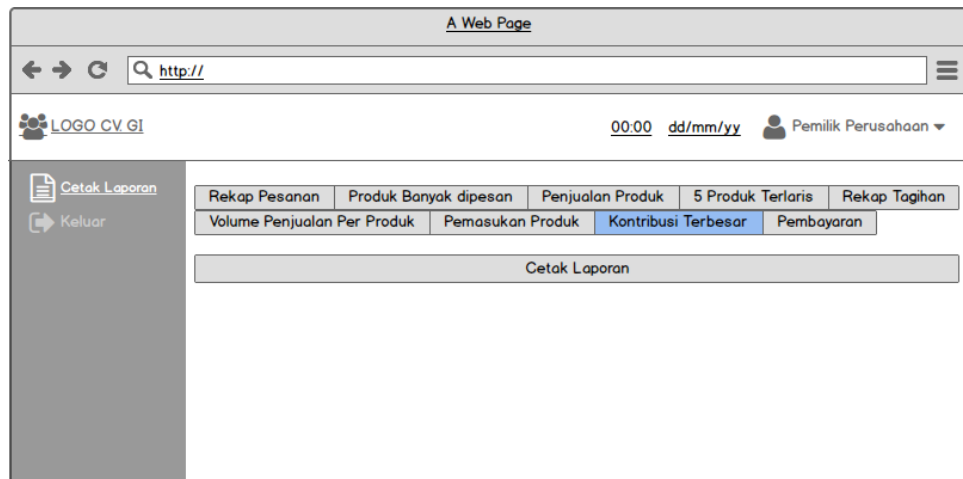 A Web Page
http://
LOGO CV. GI 00:00 dd/mm/yy Pemilik Perusahaan
Cetak Laporan
Keluar
Rekap Pesanan Produk Banyak dipesan Penjualan Produk 5 Produk Terlaris Rekap Tagihan
Volume Penjualan Per Produk Pemasukan Produk Kontribusi Terbesar Pembayaran
Cetak Laporan